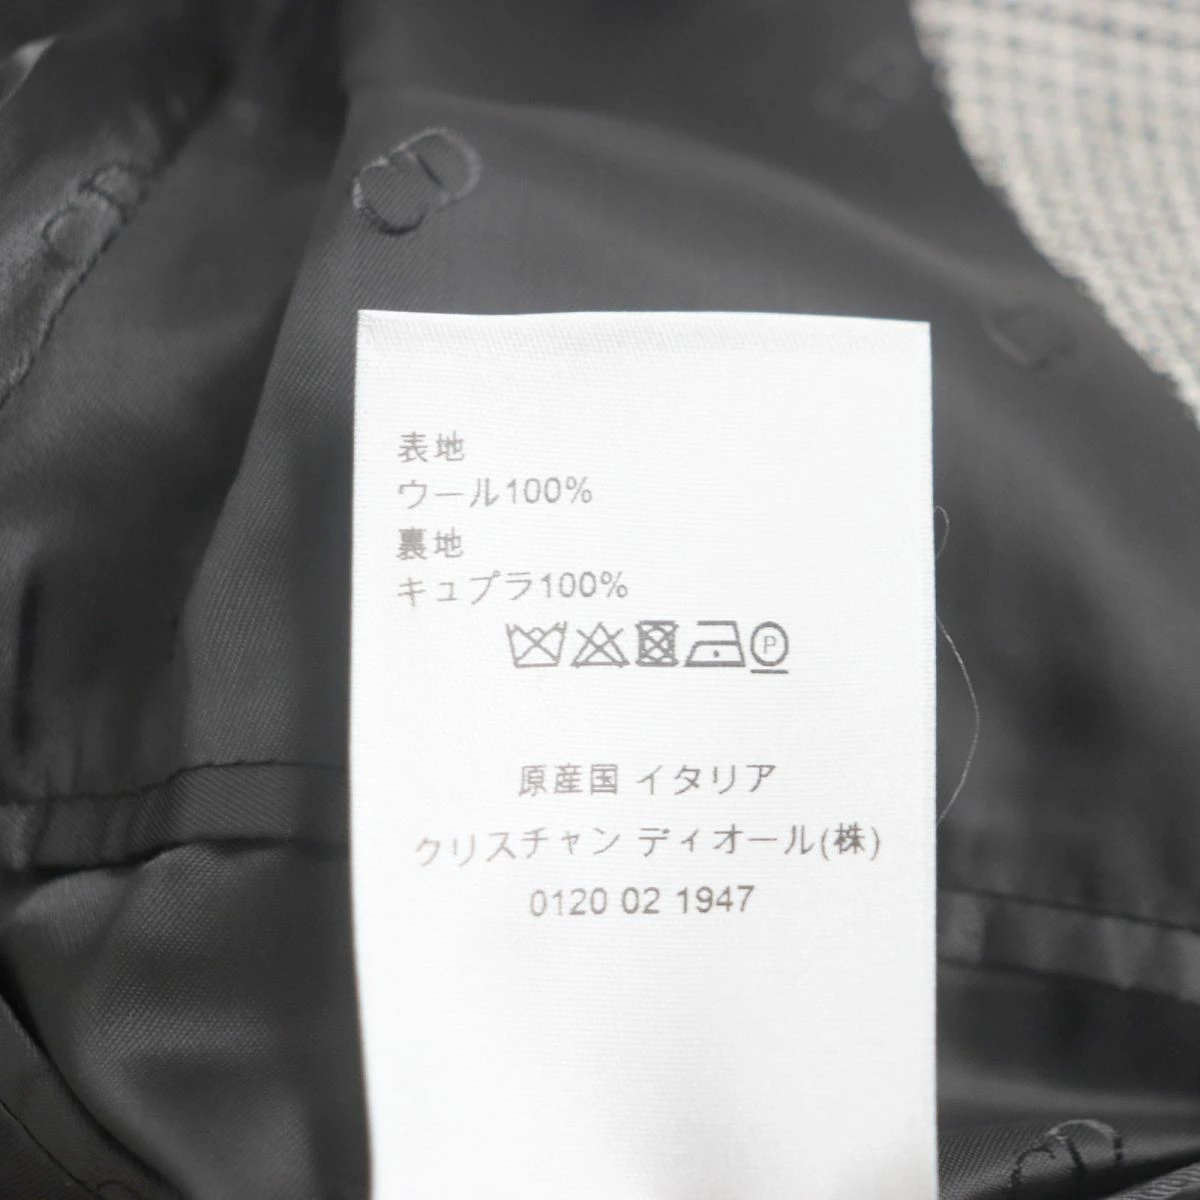 表地
ウール100%
裏地
キュプラ100%
P
原産国 イタリア
クリスチャン ディオール(株)
0120 02 1947